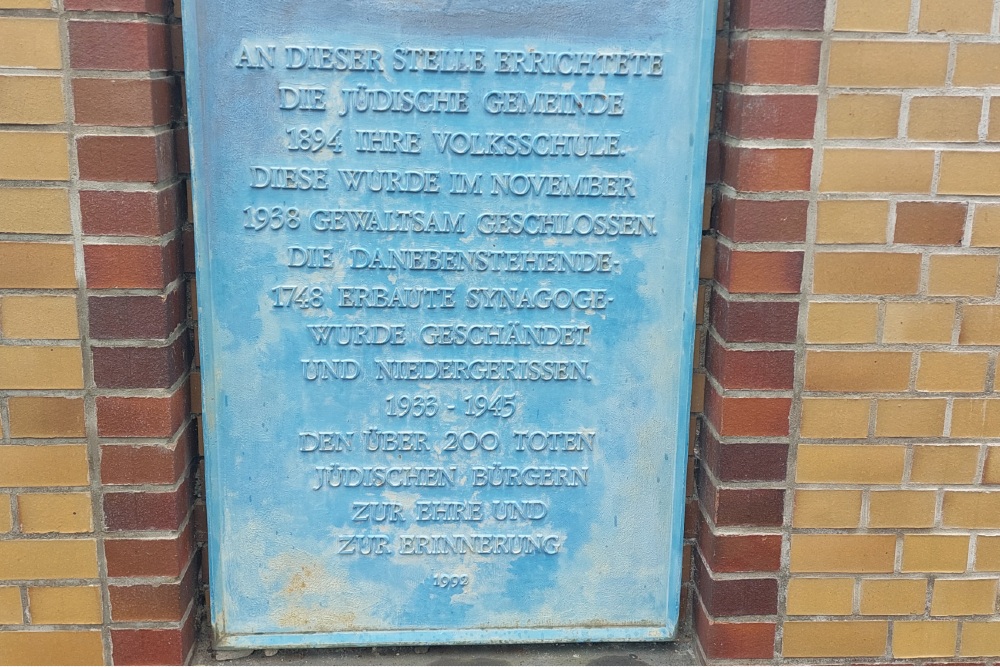 AN DIESER STELLE ERRICHTETE
DIE JÜDISCHE GEMEINDE
1894 IHRE VOLKSSCHULE.
DIESE WURDE IM NOVEMBER
1938 GEWALTSAM GESCHLOSSEN.
DIE DANEBENSTEHENDE-
1748 ERBAUTE SYNAGOGE-
WURDE GESCHÄNDET
UND NIEDERGERISSEN.
1933 - 1945
DEN ÜBER 200 TOTEN
JÜDISCHEN BÜRGERN
ZUR EHRE UND
ZUR ERINNERUNG
1992